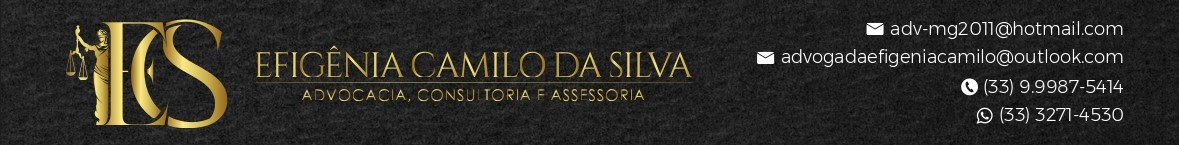 ECS
EFIGÊNIA CAMILO DA SILVA
ADVOCACIA, CONSULTORIA E ASSESSORIA
adv-mg2011@hotmail.com
advogadaefigeniacamilo@outlook.com
(33) 9.9987-5414
(33) 3271-4530